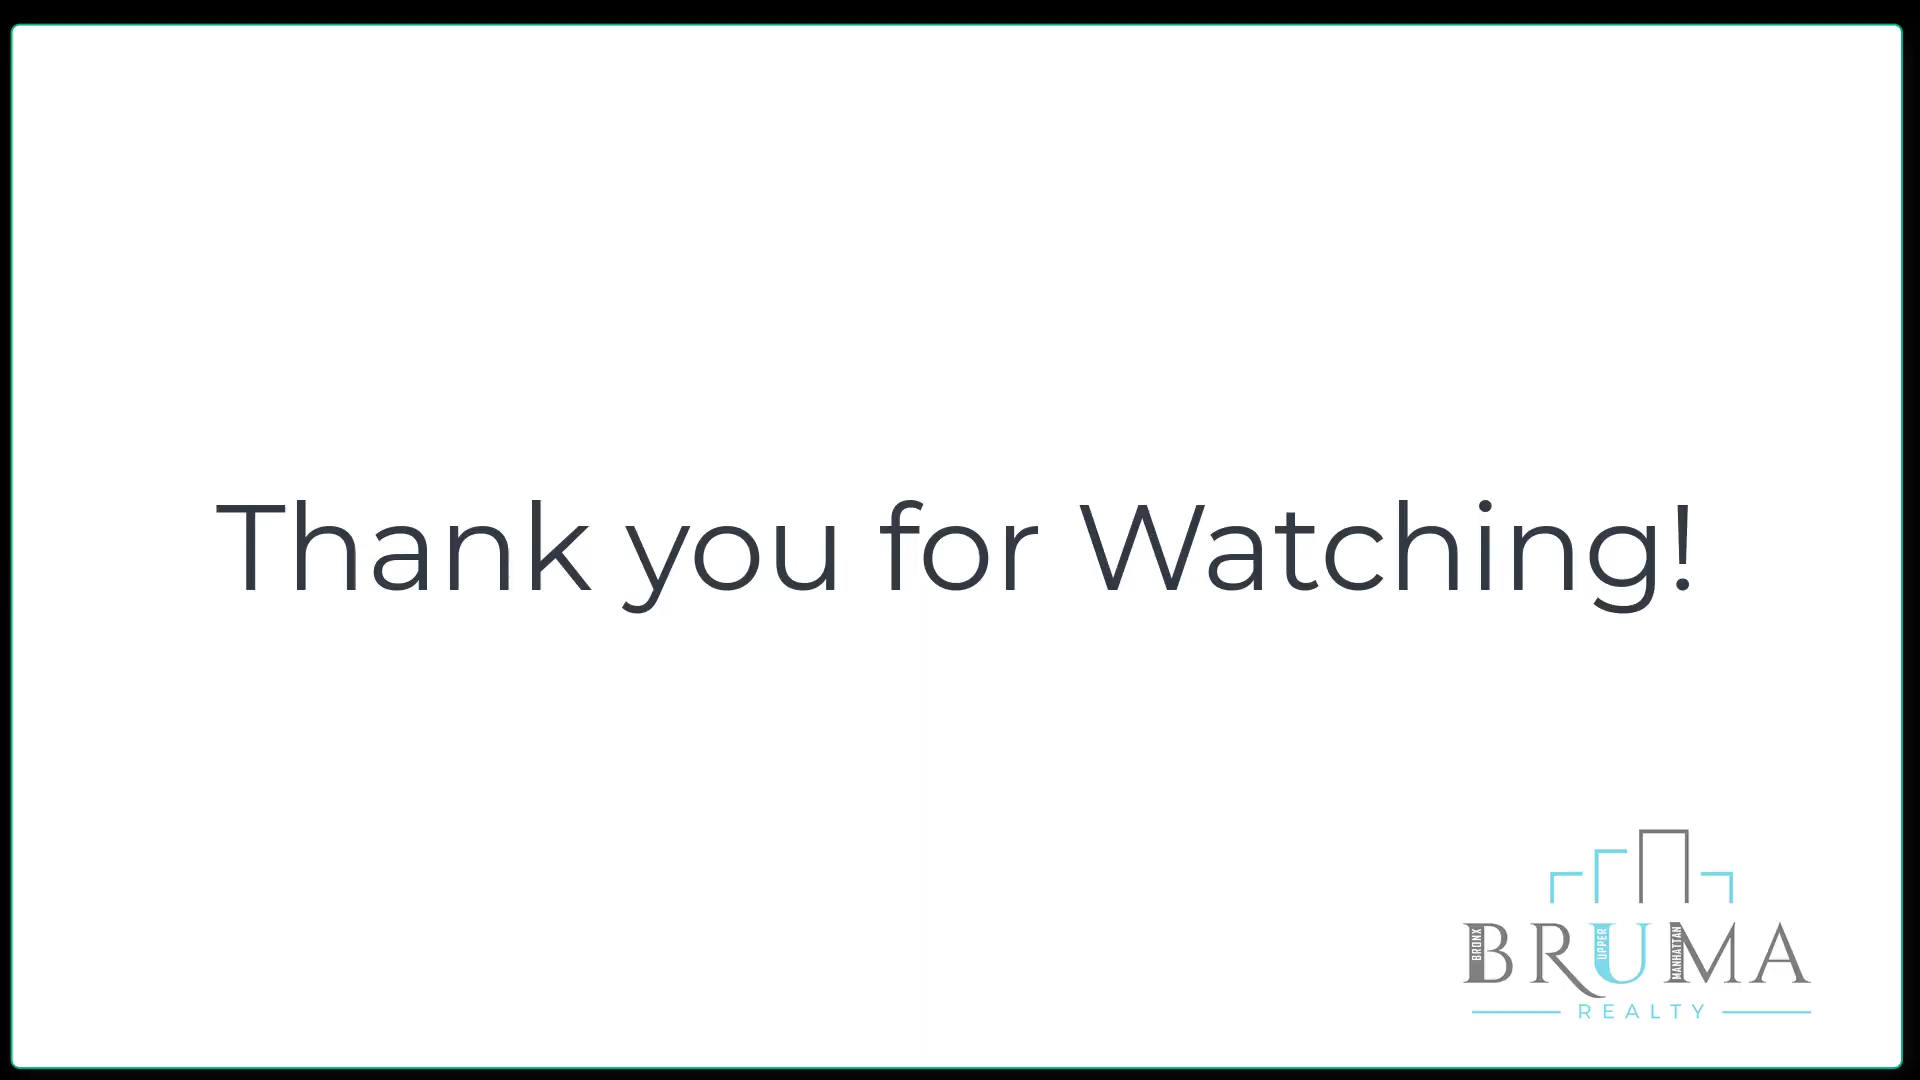 Thank you for Watching!
BRUMA
BRONX
UPPER
MANHATTAN
REALTY